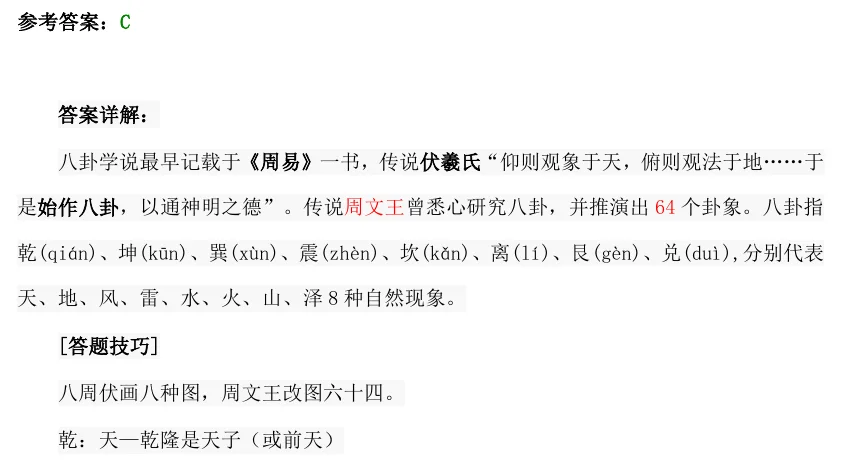 参考答案：C
答案详解：
八卦学说最早记载于《周易》一书，传说伏羲氏“仰则观象于天，俯则观法于地……于
是始作八卦，以通神明之德”。传说周文王曾悉心研究八卦，并推演出 64 个卦象。八卦指
乾(qián)、坤(kūn)、巽(xùn)、震(zhèn)、坎(kǎn)、离(lí)、艮(gèn)、兑(duì),分别代表
天、地、风、雷、水、火、山、泽 8 种自然现象。
[答题技巧]
八周伏画八种图，周文王改图六十四。
乾：天—乾隆是天子（或前天）